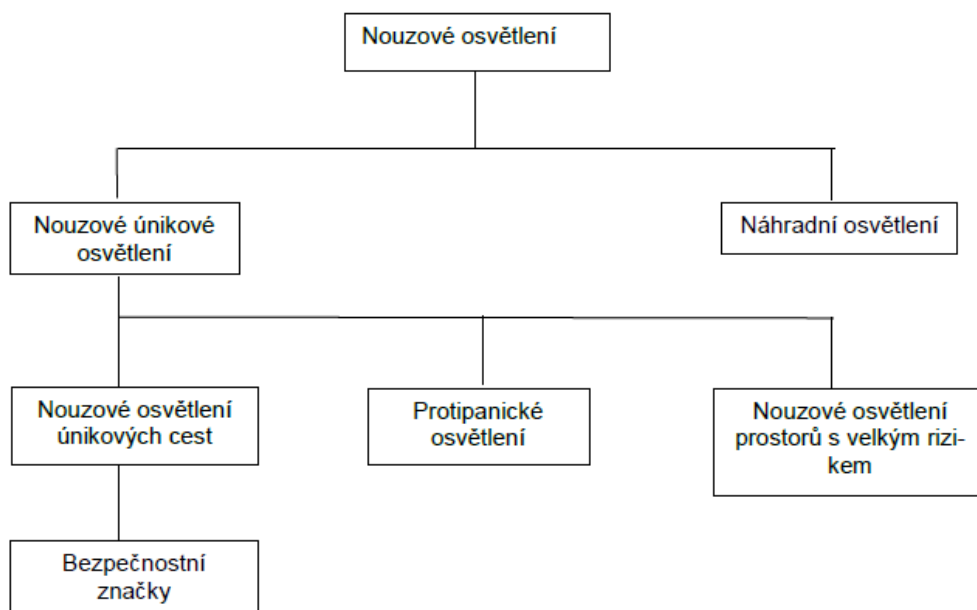 Nouzové osvětlení
Nouzové únikové
osvětlení
Náhradní osvětlení
Nouzové osvětlení
únikových cest
Protipanické
osvětlení
Nouzové osvětlení
prostorů s velkým rizi-
kem
Bezpečnostní
značky